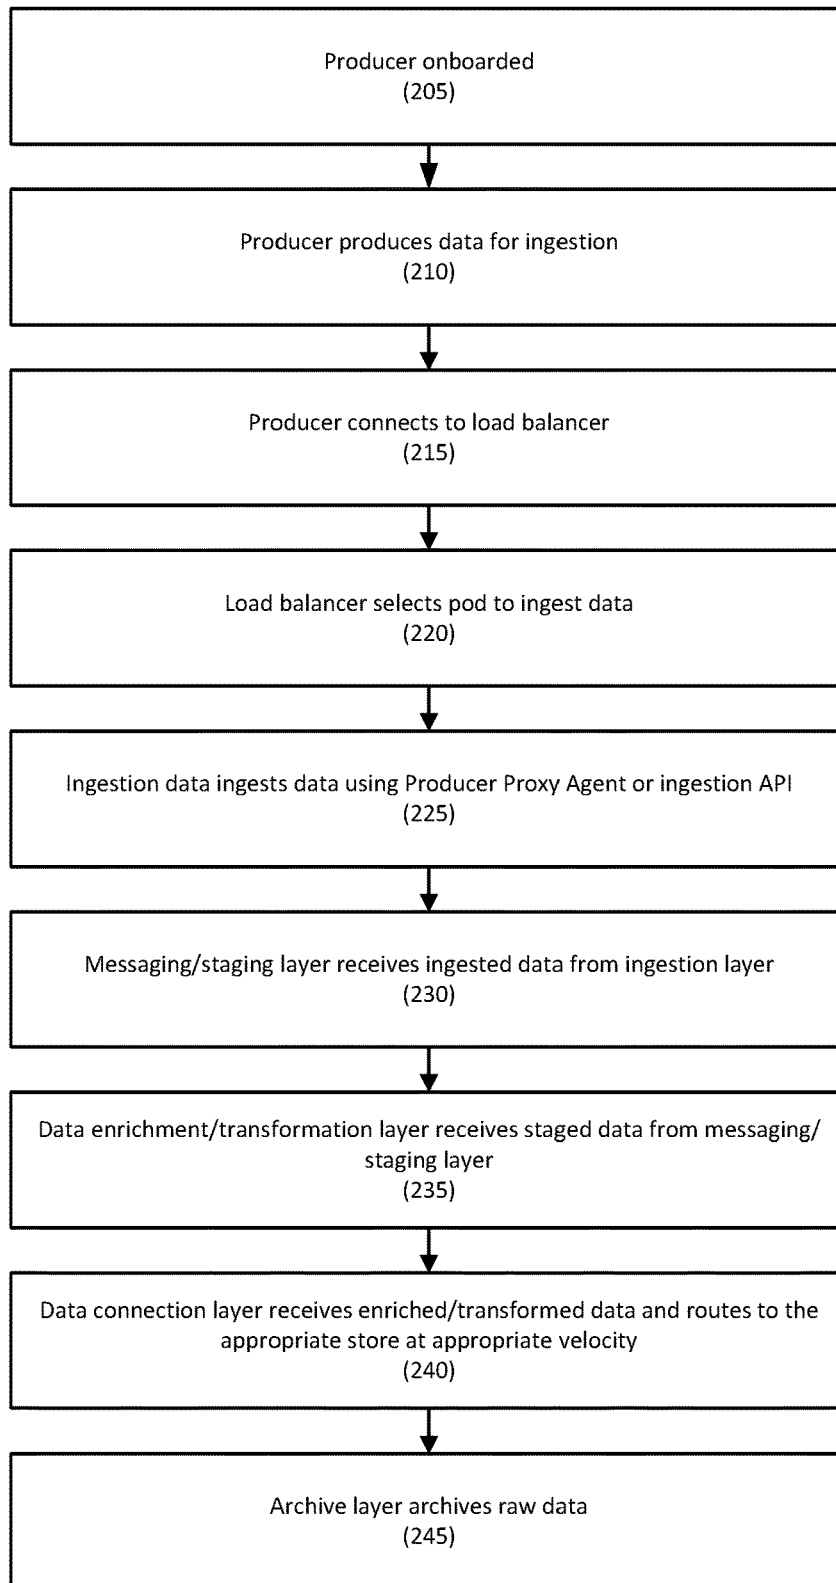 Producer onboarded
(205)
Producer produces data for ingestion
(210)
Producer connects to load balancer
(215)
Load balancer selects pod to ingest data
(220)
Ingestion data ingests data using Producer Proxy Agent or ingestion API
(225)
Messaging/staging layer receives ingested data from ingestion layer
(230)
Data enrichment/transformation layer receives staged data from messaging/
staging layer
(235)
Data connection layer receives enriched/transformed data and routes to the
appropriate store at appropriate velocity
(240)
Archive layer archives raw data
(245)